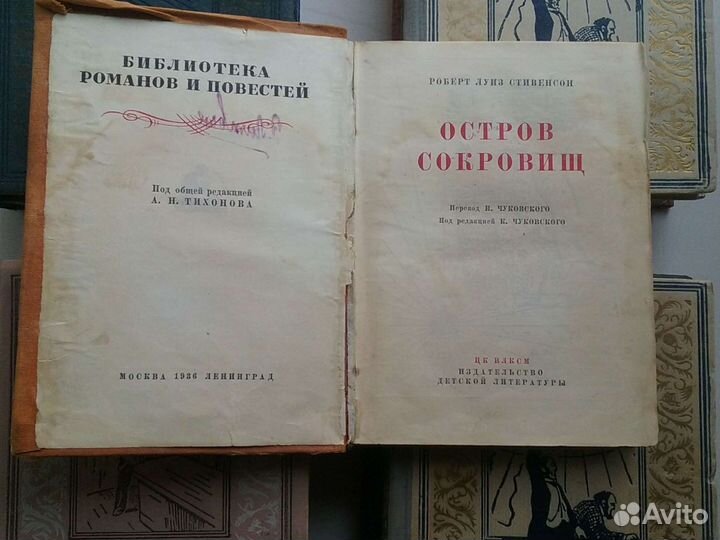 БИБЛИОТЕКА
РОМАНОВ И ПОВЕСТЕЙ
Под общей редакцией
А. Н. ТИХОНОВА
МОСКВА 1936 ЛЕНИНГРАД
РОБЕРТ ЛУИЗ СТИВЕНСОН
ОСТРОВ
СОКРОВИЩ
Перевод Н. ЧУКОВСКОГО
Под редакцией К. ЧУКОВСКОГО
ЦК ВЛКСМ
ИЗДАТЕЛЬСТВО
ДЕТСКОЙ ЛИТЕРАТУРЫ
Avito